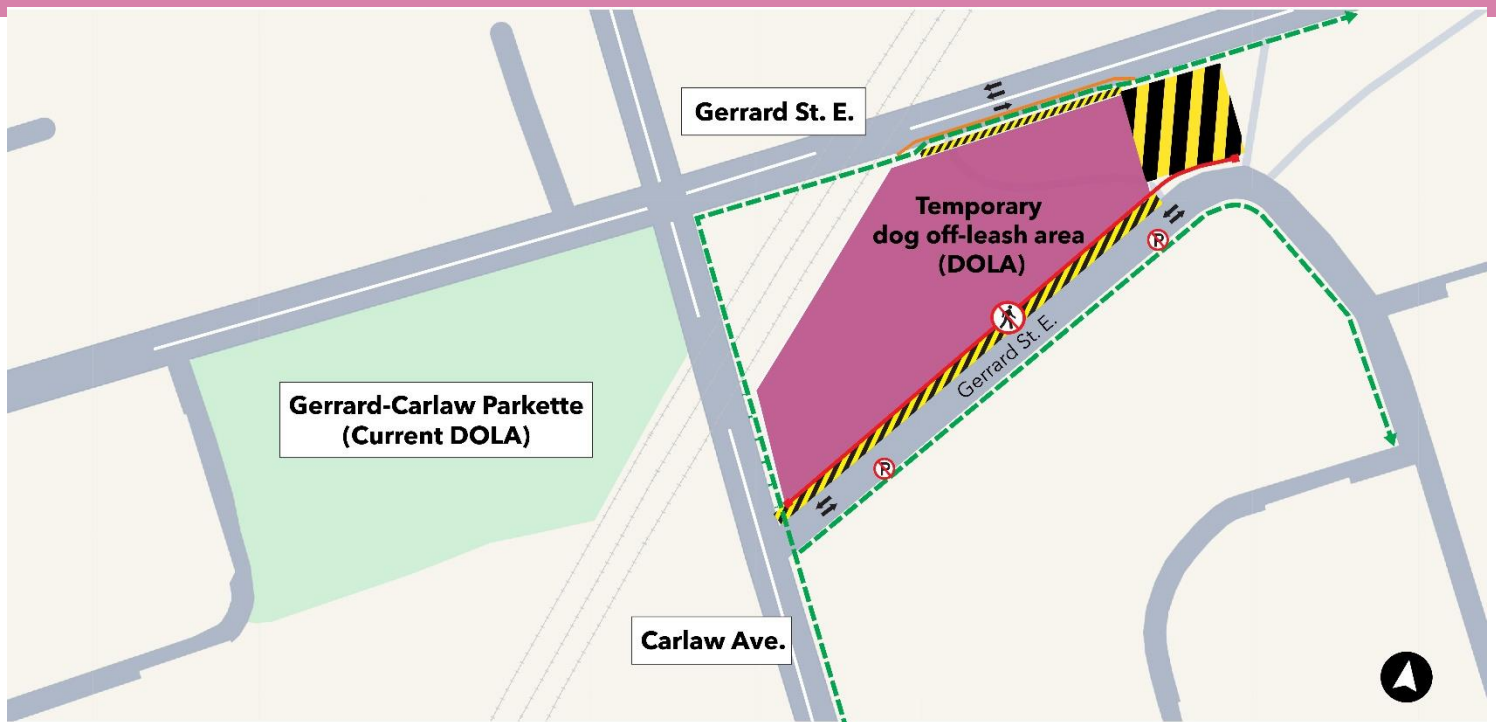 Gerrard St. E.
Temporary
dog off-leash area
(DOLA)
P
Gerrard St. E.
P
Gerrard-Carlaw Parkette
(Current DOLA)
Carlaw Ave.